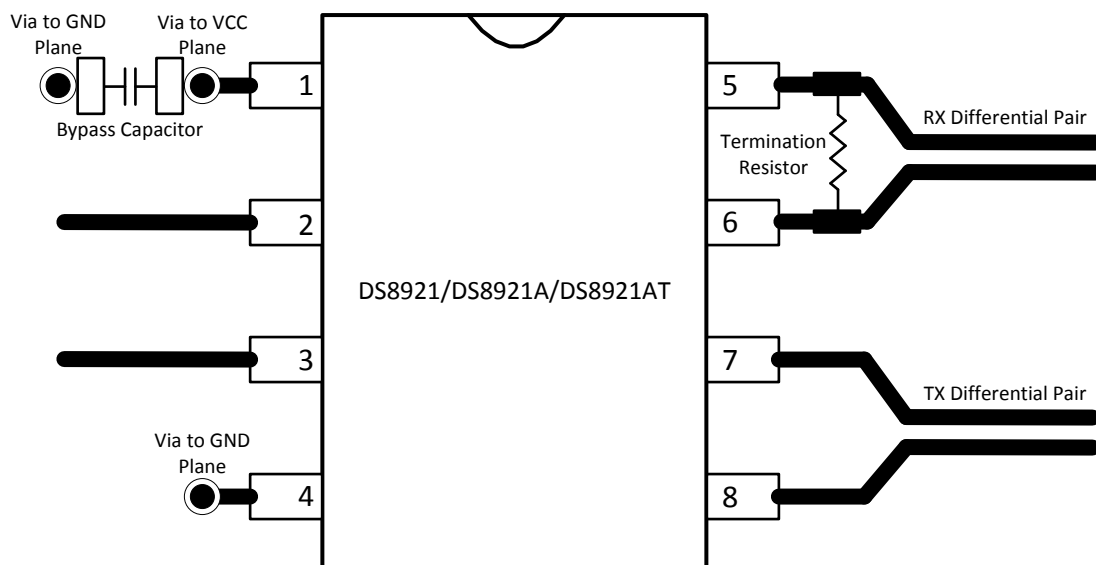 Via to GND
Plane
Via to VCC
Plane
1
5
Bypass Capacitor
Termination
Resistor
RX Differential Pair
2
6
DS8921/DS8921A/DS8921AT
3
7
TX Differential Pair
Via to GND
Plane
4
8